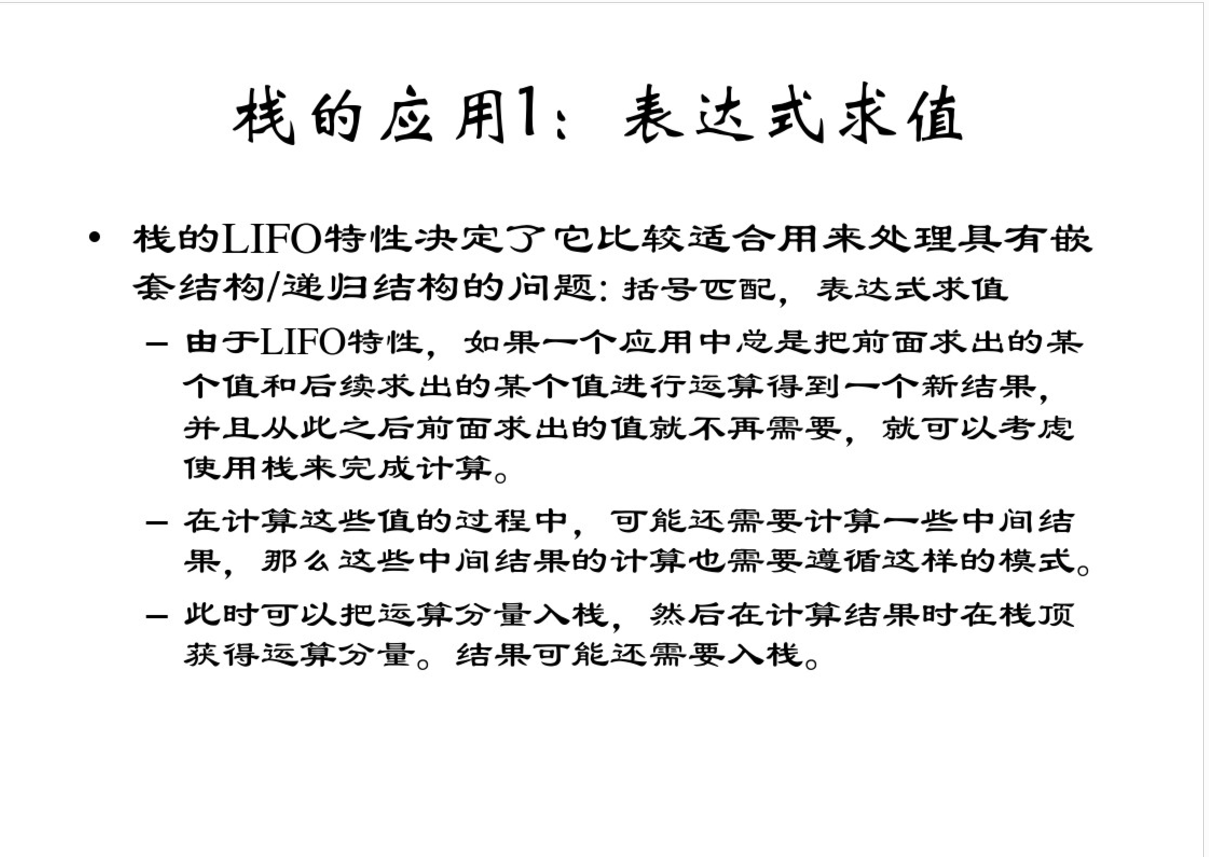 栈的应用1：表达式求值
• 栈的LIFO特性决定了它比较适合用来处理具有嵌
套结构/递归结构的问题: 括号匹配，表达式求值
– 由于LIFO特性，如果一个应用中总是把前面求出的某
个值和后续求出的某个值进行运算得到一个新结果，
并且从此之后前面求出的值就不再需要，就可以考虑
使用栈来完成计算。
– 在计算这些值的过程中，可能还需要计算一些中间结
果，那么这些中间结果的计算也需要遵循这样的模式。
– 此时可以把运算分量入栈，然后在计算结果时在栈顶
获得运算分量。结果可能还需要入栈。